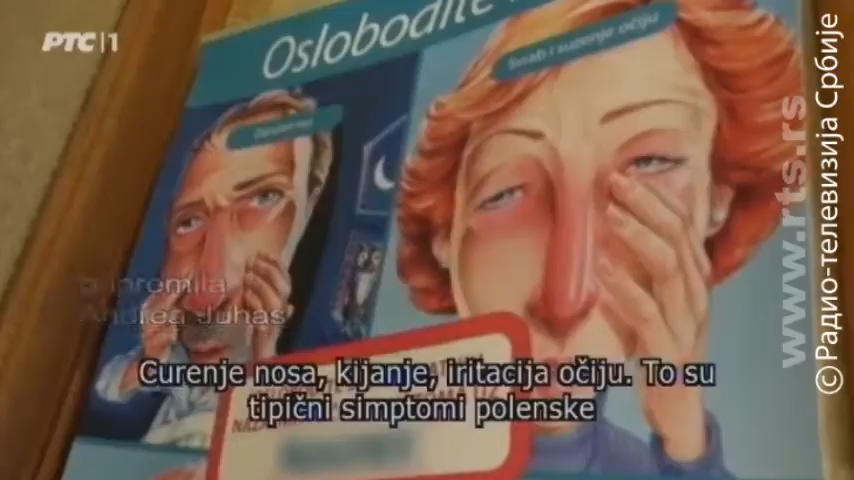 РТС|1
Oslobodite
Svrab i suzenje očiju
pripremila
Andrea Juhas
Curenje nosa, kijanje, iritacija očiju. To su
tipični simptomi polenske
www.rts.rs
© Радио-телевизија Србије